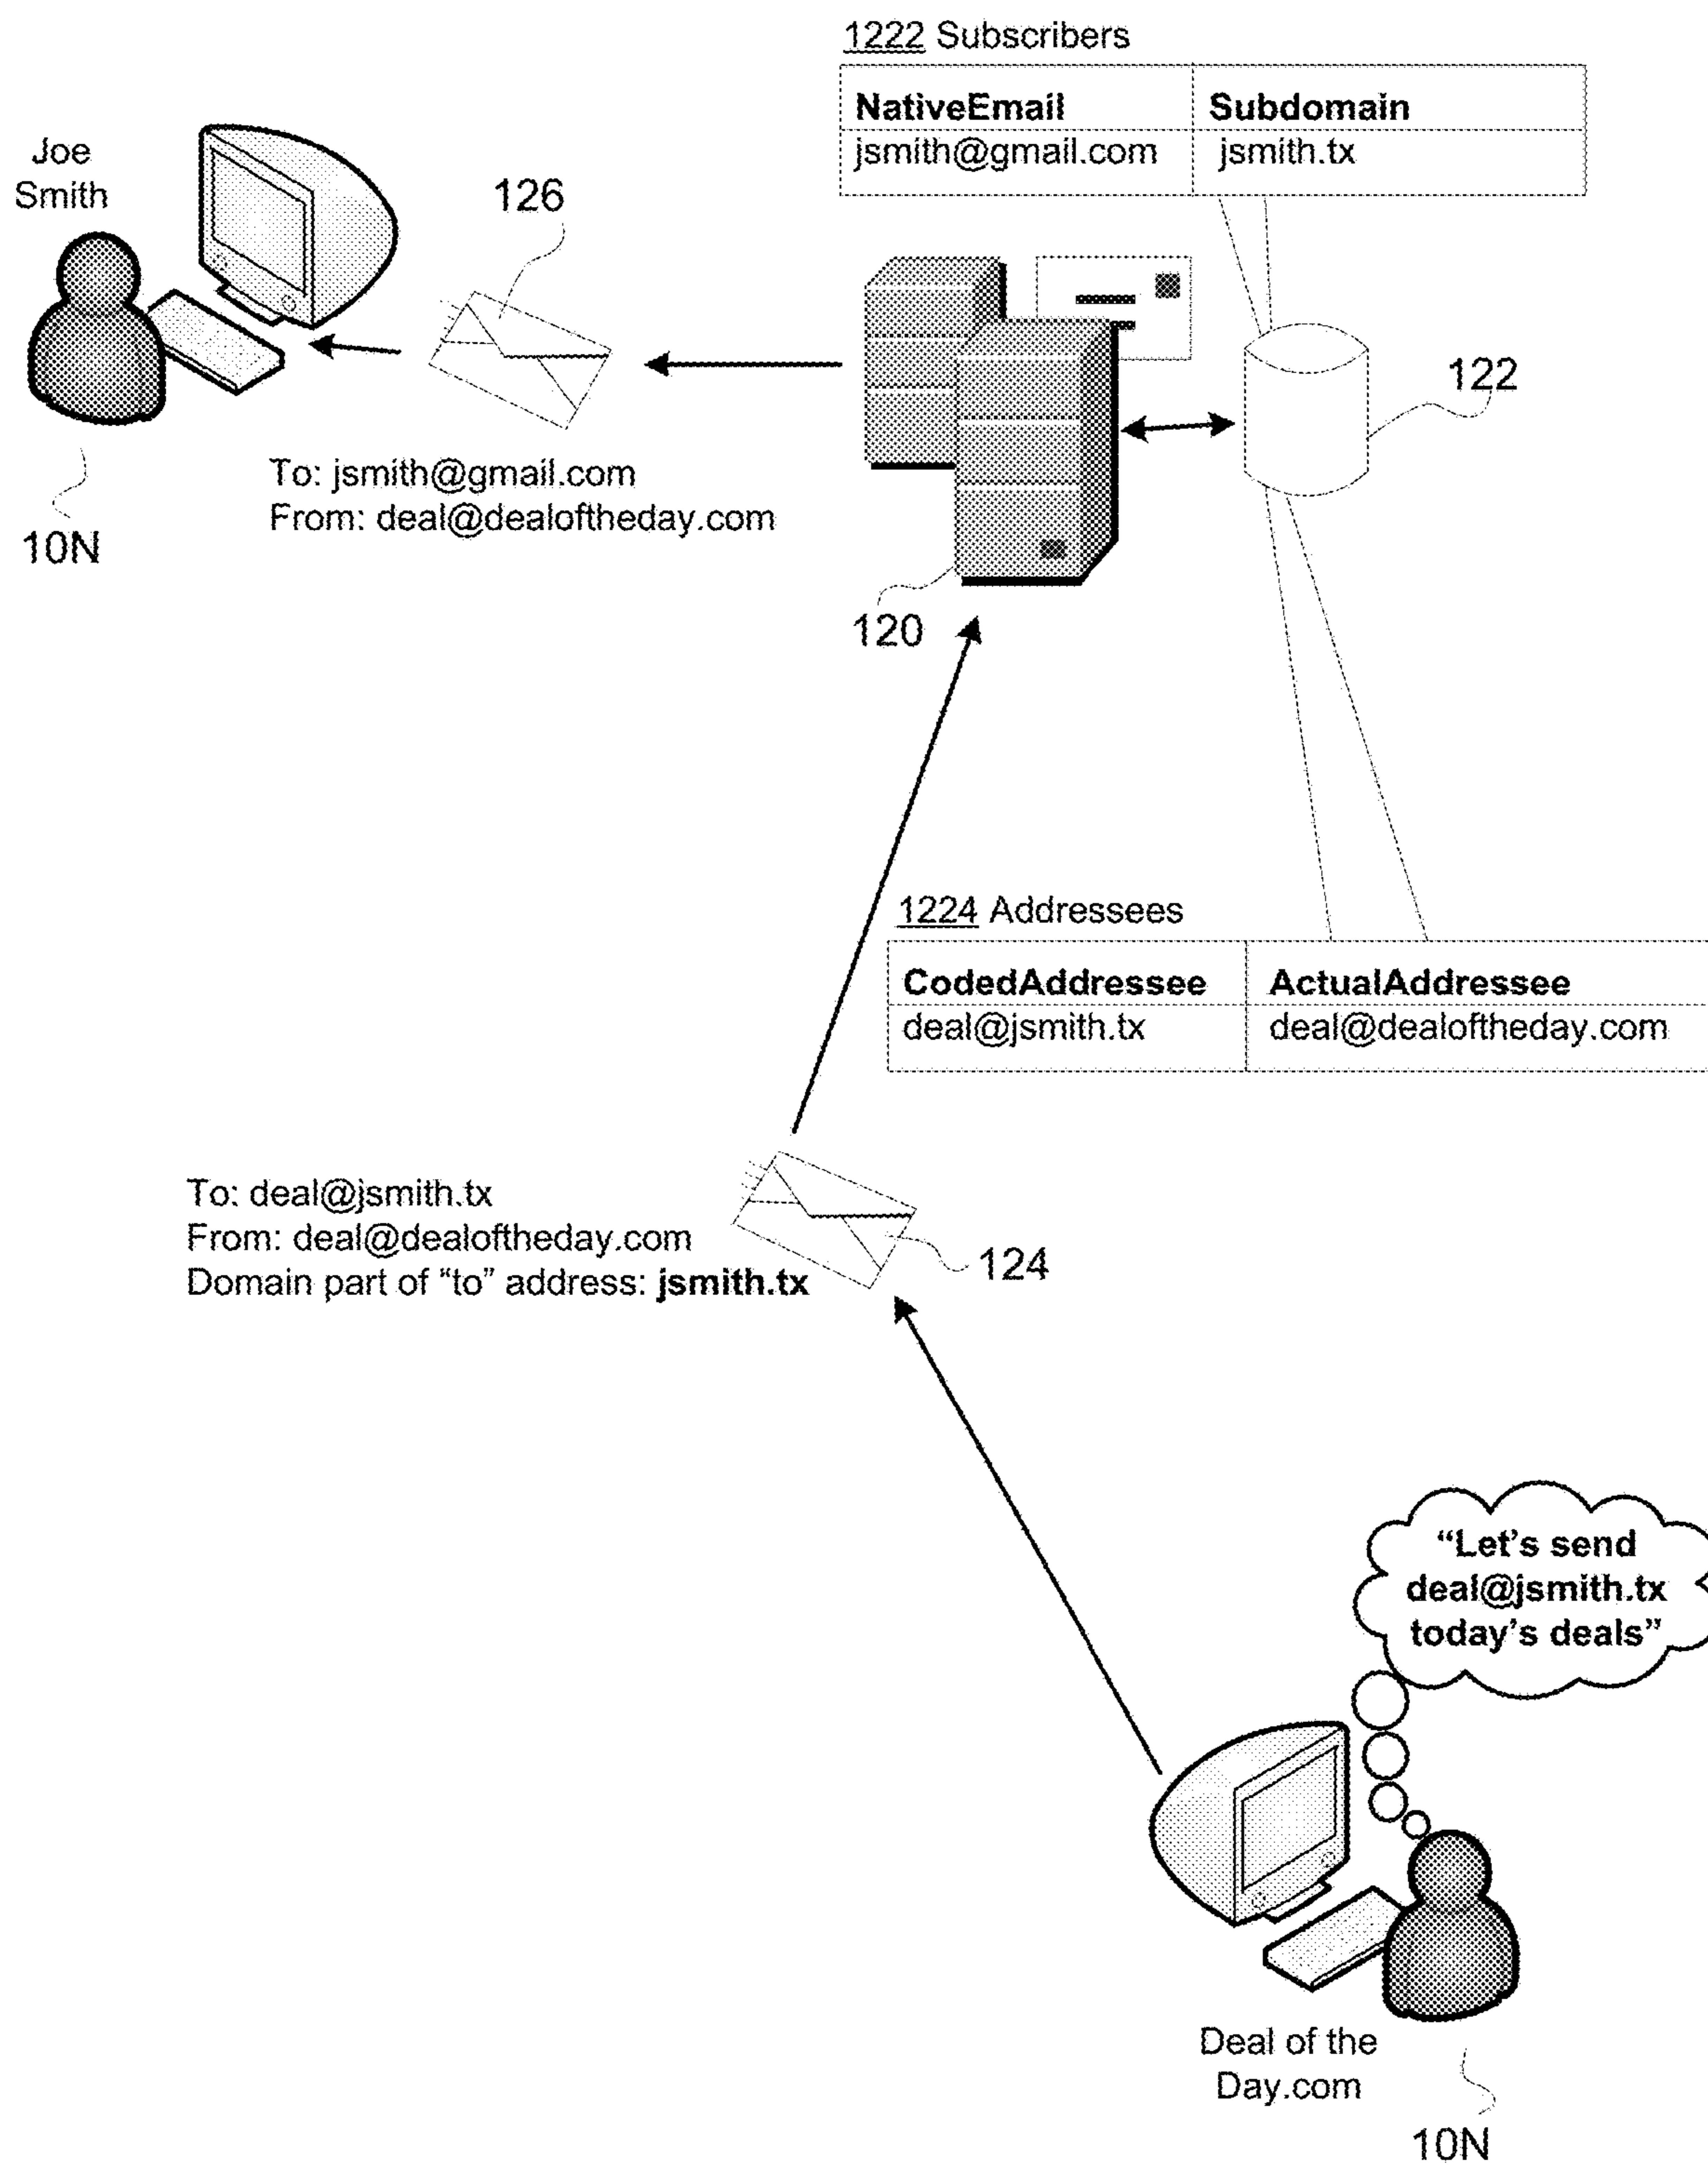 1222 Subscribers
NativeEmail Subdomain
jsmith@gmail.com jsmith.tx
Joe
Smith
126
122
To: jsmith@gmail.com
From: deal@dealoftheday.com
10N
120
1224 Addressees
CodedAddressee ActualAddressee
deal@jsmith.tx deal@dealoftheday.com
To: deal@jsmith.tx
From: deal@dealoftheday.com
Domain part of “to” address: jsmith.tx
124
“Let’s send
deal@jsmith.tx
today’s deals”
Deal of the
Day.com
10N